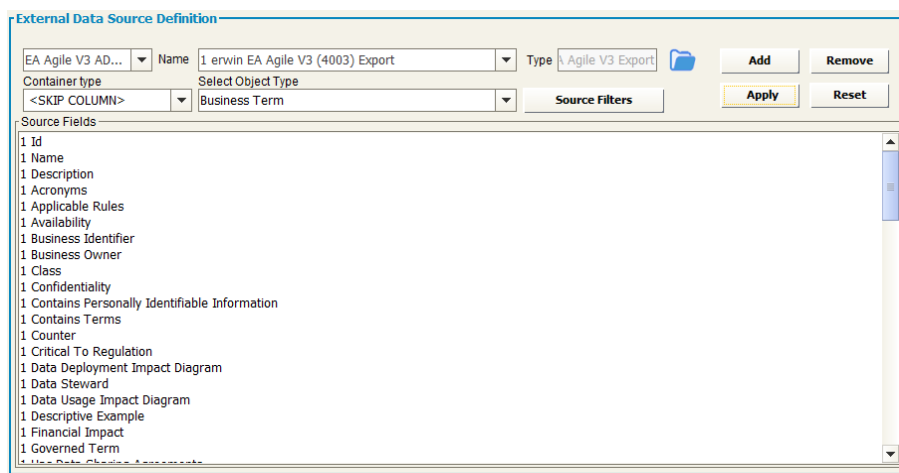 External Data Source Definition
EA Agile V3 AD... Name 1 erwin EA Agile V3 (4003) Export Type Agile V3 Export Add Remove
Container type Select Object Type
<SKIP COLUMN> Business Term Source Filters Apply Reset
Source Fields
1 Id
1 Name
1 Description
1 Acronyms
1 Applicable Rules
1 Availability
1 Business Identifier
1 Business Owner
1 Class
1 Confidentiality
1 Contains Personally Identifiable Information
1 Contains Terms
1 Counter
1 Critical To Regulation
1 Data Deployment Impact Diagram
1 Data Steward
1 Data Usage Impact Diagram
1 Descriptive Example
1 Financial Impact
1 Governed Term